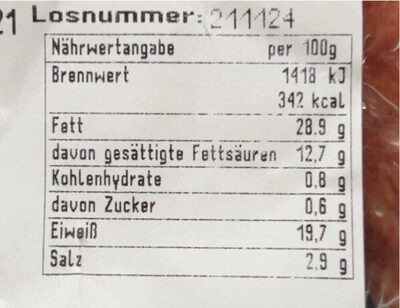 21 Losnummer: 211124
Nährwertangabe per 100g
Brennwert 1418 kJ
342 kcal
Fett 28,9 g
davon gesättigte Fettsäuren 12,7 g
Kohlenhydrate 0,8 g
davon Zucker 0,6 g
Eiweiß 19,7 g
Salz 2,9 g